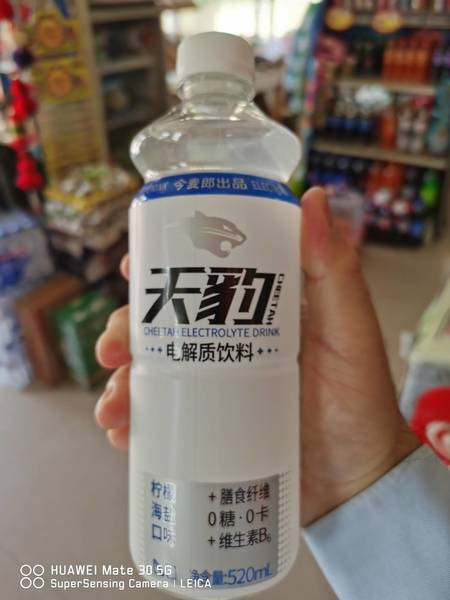 今麦郎出品 ELECTR
天豹
CHEETAH
CHEETAH ELECTROLYTE DRINK
电解质饮料
柠檬
海盐
口味
+膳食纤维
0糖·0卡
+维生素B₆
净含量:520mL
HUAWEI Mate 30 5G
SuperSensing Camera | LEICA